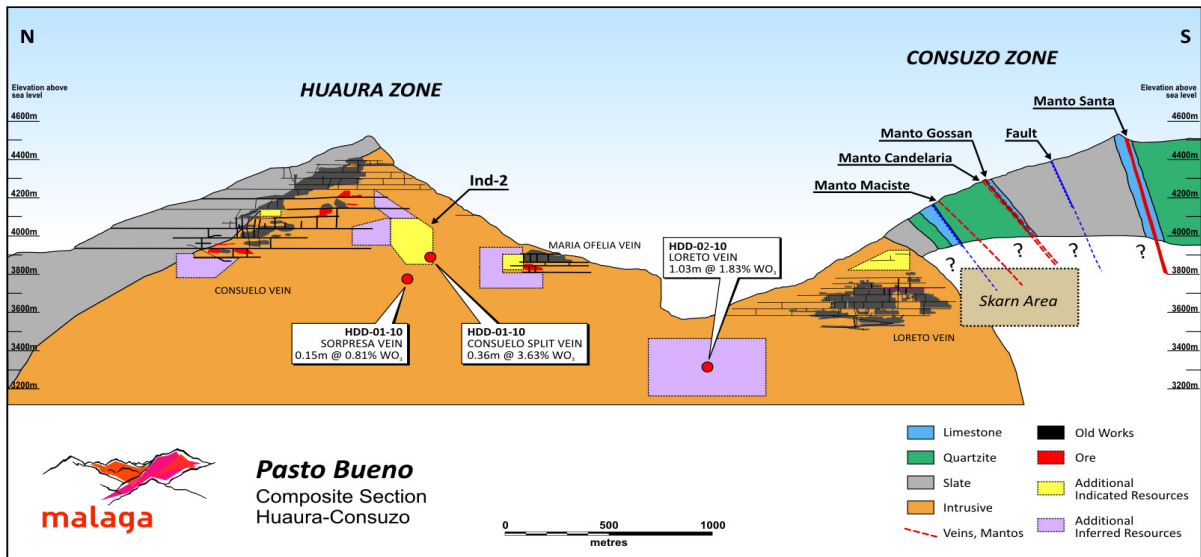 N
S
HUAURA ZONE
CONSUZO ZONE
Elevation above
sea level
4600m
4400m
4200m
4000m
3800m
3600m
3400m
3200m
Elevation above
sea level
4600m
4400m
4200m
4000m
3800m
3600m
3400m
3200m
Manto Santa
Manto Gossan
Fault
Manto Candelaria
Manto Maciste
Ind-2
MARIA OFELIA VEIN
CONSUELO VEIN
LORETO VEIN
HDD-02-10
LORETO VEIN
1.03m @ 1.83% WO₃
HDD-01-10
SORPRESA VEIN
0.15m @ 0.81% WO₃
HDD-01-10
CONSUELO SPLIT VEIN
0.36m @ 3.63% WO₃
? ? ? ? ?
Skarn Area
malaga
Pasto Bueno
Composite Section
Huaura-Consuzo
0 500 1000
metres
Limestone
Quartzite
Slate
Intrusive
Veins, Mantos
Old Works
Ore
Additional
Indicated Resources
Additional
Inferred Resources